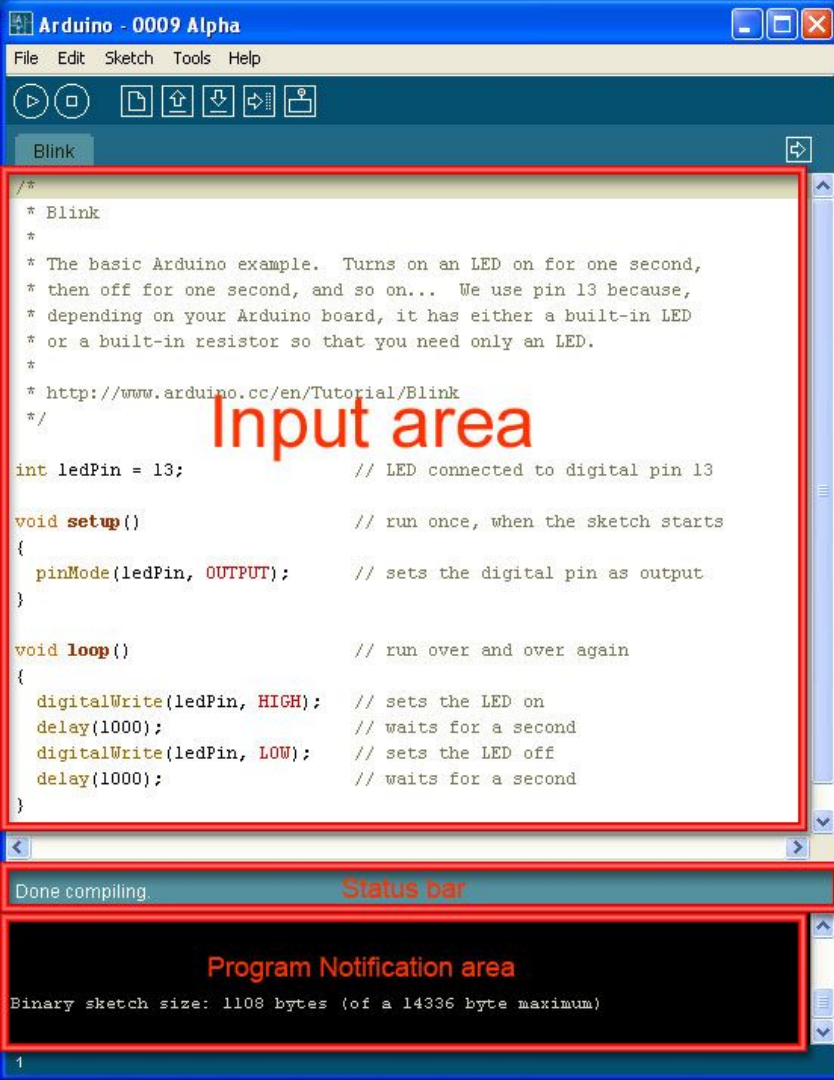 Arduino - 0009 Alpha
File Edit Sketch Tools Help
Blink
/*
 * Blink
 *
 * The basic Arduino example.  Turns on an LED on for one second,
 * then off for one second, and so on...  We use pin 13 because,
 * depending on your Arduino board, it has either a built-in LED
 * or a built-in resistor so that you need only an LED.
 *
 * http://www.arduino.cc/en/Tutorial/Blink
 */
Input area
int ledPin = 13;                // LED connected to digital pin 13

void setup()                    // run once, when the sketch starts
{
  pinMode(ledPin, OUTPUT);      // sets the digital pin as output
}

void loop()                     // run over and over again
{
  digitalWrite(ledPin, HIGH);   // sets the LED on
  delay(1000);                  // waits for a second
  digitalWrite(ledPin, LOW);    // sets the LED off
  delay(1000);                  // waits for a second
}
Done compiling. Status bar
Program Notification area
Binary sketch size: 1108 bytes (of a 14336 byte maximum)
1